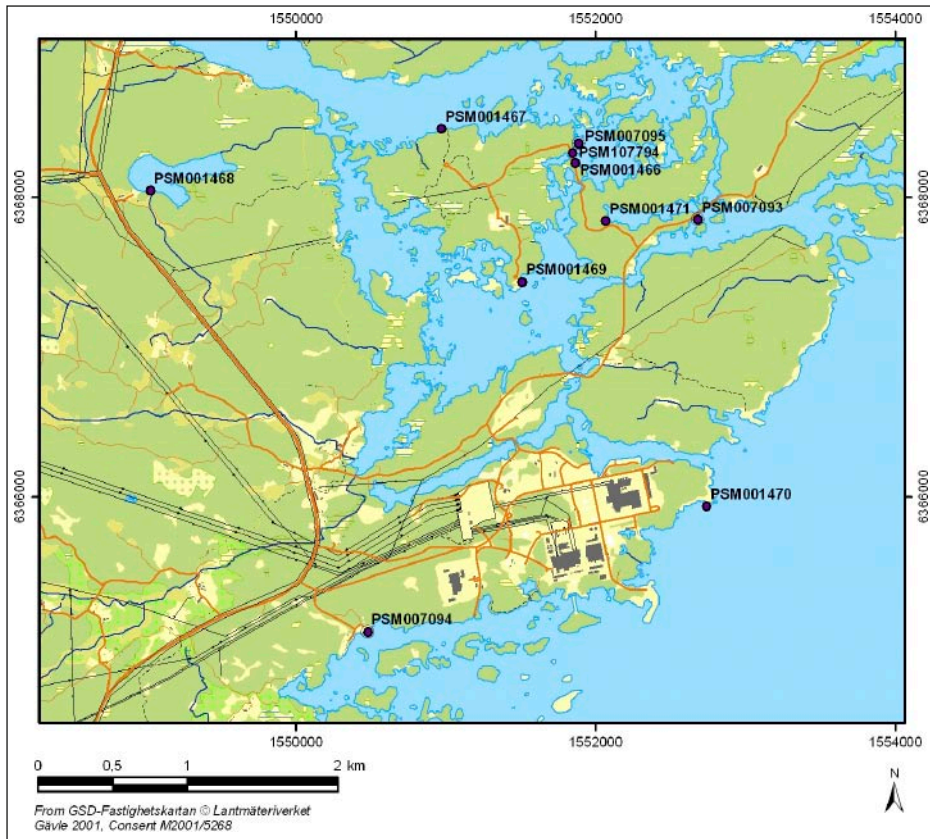 1550000
1552000
1554000
PSM001467
PSM007095
PSM107794
PSM001466
PSM001468
6368000
6368000
PSM001471
PSM007093
PSM001469
6366000
6366000
PSM001470
PSM007094
1550000
1552000
1554000
0 0,5 1 2 km
N
From GSD-Fastighetskartan © Lantmäteriverket
Gävle 2001, Consent M2001/5268